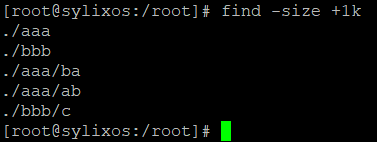 [root@sylixos:/root]# find -size +1k
./aaa
./bbb
./aaa/ba
./aaa/ab
./bbb/c
[root@sylixos:/root]#